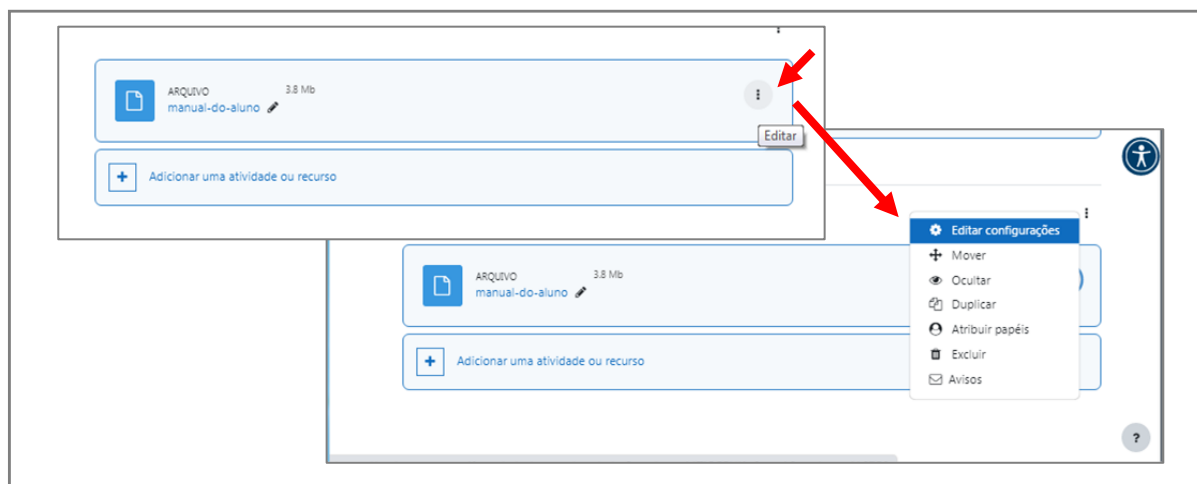 ARQUIVO 3.8 Mb
manual-do-aluno
Editar
Adicionar uma atividade ou recurso
Editar configurações
Mover
Ocultar
Duplicar
Atribuir papéis
Excluir
Avisos
ARQUIVO 3.8 Mb
manual-do-aluno
Adicionar uma atividade ou recurso
?